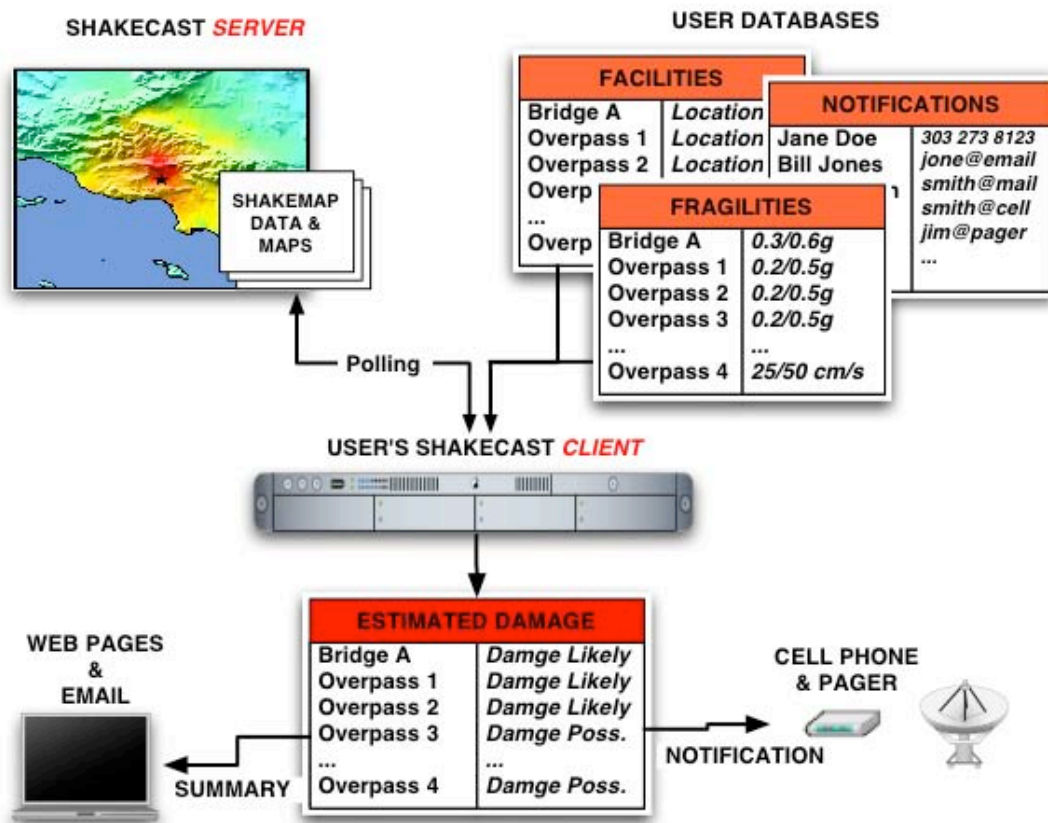 SHAKECAST SERVER
USER DATABASES
SHAKEMAP
DATA &
MAPS
FACILITIES
Bridge A Location
Overpass 1 Location
Overpass 2 Location
Overp
...
Overp
NOTIFICATIONS
Jane Doe 303 273 8123
Bill Jones jone@email
smith@mail
smith@cell
jim@pager
...
FRAGILITIES
Bridge A 0.3/0.6g
Overpass 1 0.2/0.5g
Overpass 2 0.2/0.5g
Overpass 3 0.2/0.5g
... ...
Overpass 4 25/50 cm/s
Polling
USER'S SHAKECAST CLIENT
ESTIMATED DAMAGE
Bridge A Damge Likely
Overpass 1 Damge Likely
Overpass 2 Damge Likely
Overpass 3 Damge Poss.
... ...
Overpass 4 Damge Poss.
WEB PAGES
&
EMAIL
SUMMARY
CELL PHONE
& PAGER
NOTIFICATION